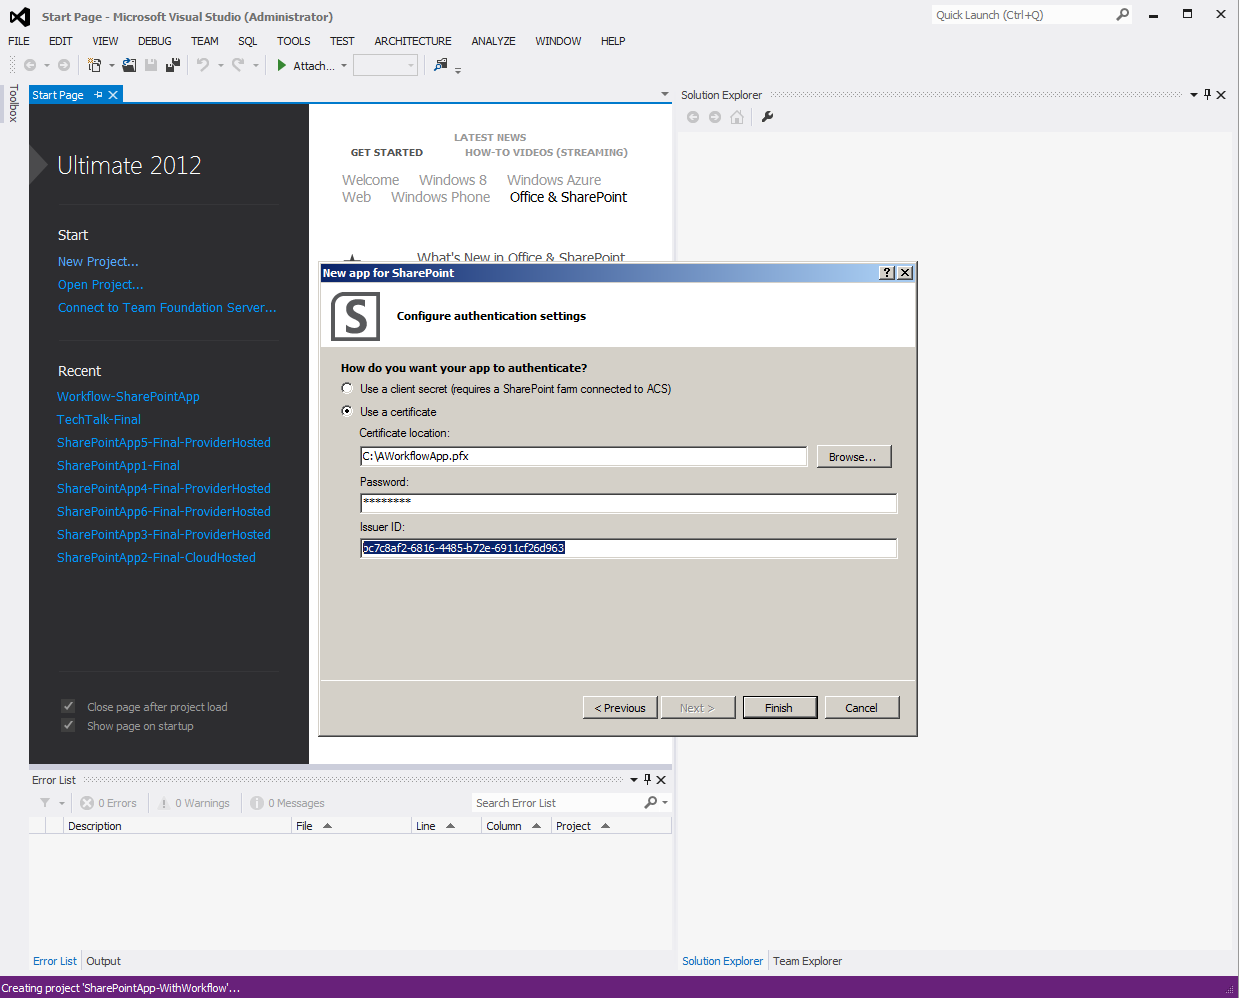 Start Page - Microsoft Visual Studio (Administrator)
Quick Launch (Ctrl+Q)
FILE EDIT VIEW DEBUG TEAM SQL TOOLS TEST ARCHITECTURE ANALYZE WINDOW HELP
Attach...
Toolbox
Start Page
Solution Explorer
Ultimate 2012
Start
New Project...
Open Project...
Connect to Team Foundation Server...
Recent
Workflow-SharePointApp
TechTalk-Final
SharePointApp5-Final-ProviderHosted
SharePointApp1-Final
SharePointApp4-Final-ProviderHosted
SharePointApp6-Final-ProviderHosted
SharePointApp3-Final-ProviderHosted
SharePointApp2-Final-CloudHosted
Close page after project load
Show page on startup
LATEST NEWS
GET STARTED HOW-TO VIDEOS (STREAMING)
Welcome Windows 8 Windows Azure
Web Windows Phone Office & SharePoint
What's New in Office & SharePoint
New app for SharePoint
S
Configure authentication settings
How do you want your app to authenticate?
Use a client secret (requires a SharePoint farm connected to ACS)
Use a certificate
Certificate location:
C:\AWorkflowApp.pfx
Browse...
Password:
********
Issuer ID:
bc7c8af2-6816-4485-b72e-6911cf26d963
< Previous Next > Finish Cancel
Error List
0 Errors 0 Warnings 0 Messages
Search Error List
Description File Line Column Project
Error List Output
Solution Explorer Team Explorer
Creating project 'SharePointApp-WithWorkflow'...